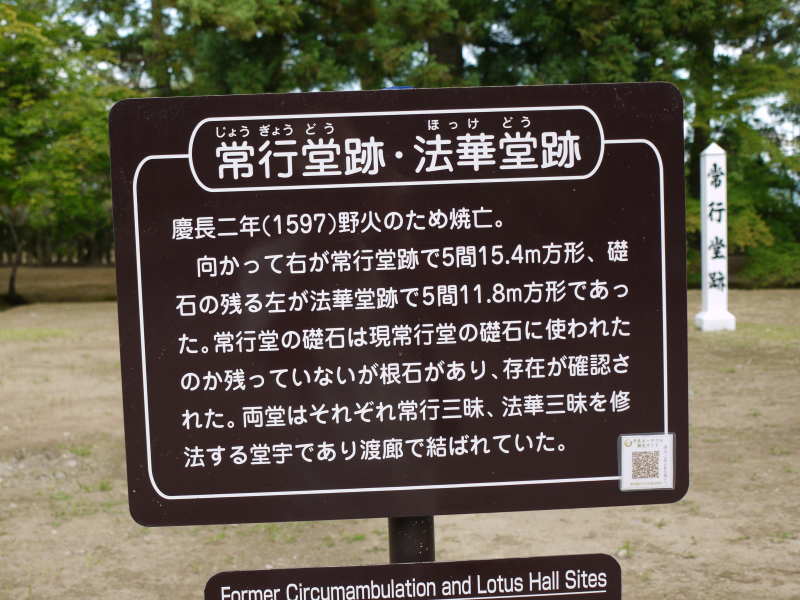 じょう ぎょう どう　ほっけ どう
常行堂跡・法華堂跡
慶長二年(1597)野火のため焼亡。
向かって右が常行堂跡で5間15.4m方形、礎
石の残る左が法華堂跡で5間11.8m方形であっ
た。常行堂の礎石は現常行堂の礎石に使われた
のか残っていないが根石があり、存在が確認さ
れた。両堂はそれぞれ常行三昧、法華三昧を修
法する堂宇であり渡廊で結ばれていた。
常行堂跡
Former Circumambulation and Lotus Hall Sites